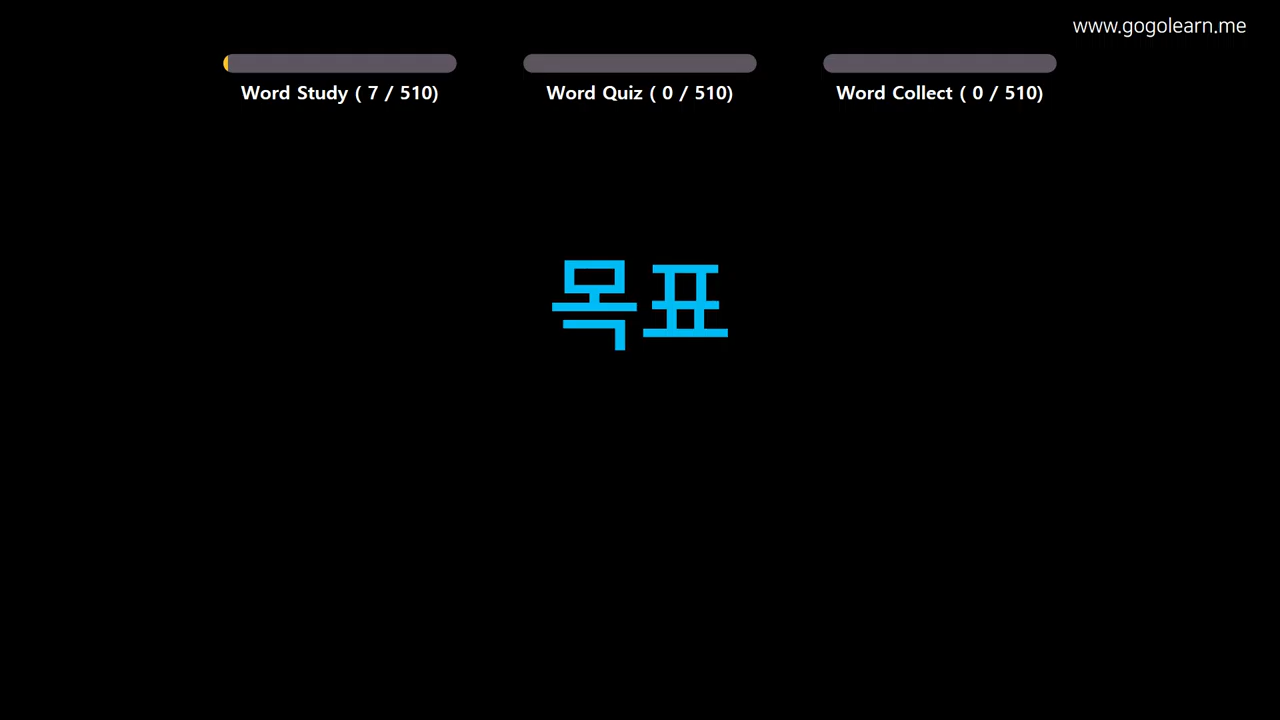 www.gogolearn.me
Word Study ( 7 / 510)
Word Quiz ( 0 / 510)
Word Collect ( 0 / 510)
목표